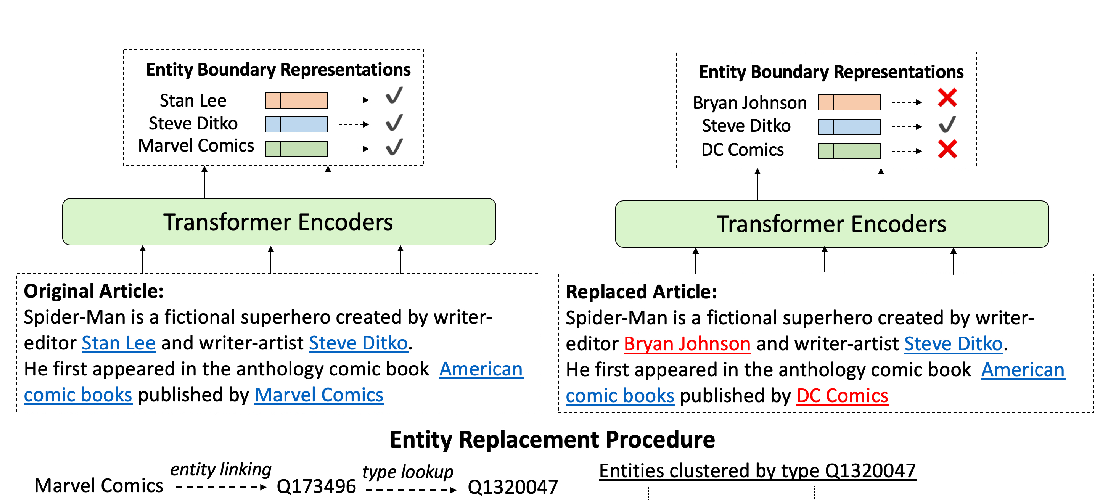 Entity Boundary Representations
Stan Lee
Steve Ditko
Marvel Comics
Transformer Encoders
Original Article:
Spider-Man is a fictional superhero created by writer-
editor Stan Lee and writer-artist Steve Ditko.
He first appeared in the anthology comic book American
comic books published by Marvel Comics
Entity Boundary Representations
Bryan Johnson
Steve Ditko
DC Comics
Transformer Encoders
Replaced Article:
Spider-Man is a fictional superhero created by writer-
editor Bryan Johnson and writer-artist Steve Ditko.
He first appeared in the anthology comic book American
comic books published by DC Comics
Entity Replacement Procedure
Marvel Comics entity linking Q173496 type lookup Q1320047
Entities clustered by type Q1320047